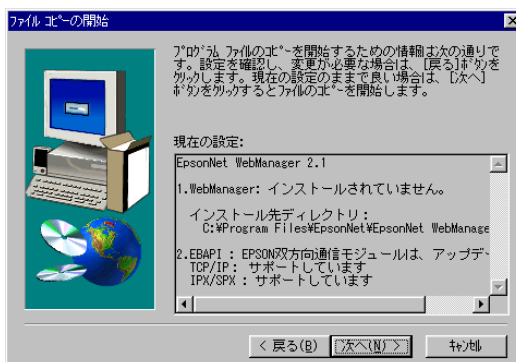 ファイル コピーの開始
プログラム ファイルのコピーを開始するための情報は次の通りで
す。設定を確認し、変更が必要な場合は、[戻る]ボタンを
クリックします。現在の設定のままで良い場合は、[次へ]
ボタンをクリックするとファイルのコピーを開始します。
現在の設定:
EpsonNet WebManager 2.1
1.WebManager: インストールされていません。
インストール先ディレクトリ:
C:¥Program Files¥EpsonNet¥EpsonNet WebManage
2.EBAPI : EPSON双方向通信モジュールは、アップデー
TCP/IP: サポートしています
IPX/SPX : サポートしています
< 戻る(B) 次へ(N) > キャンセル